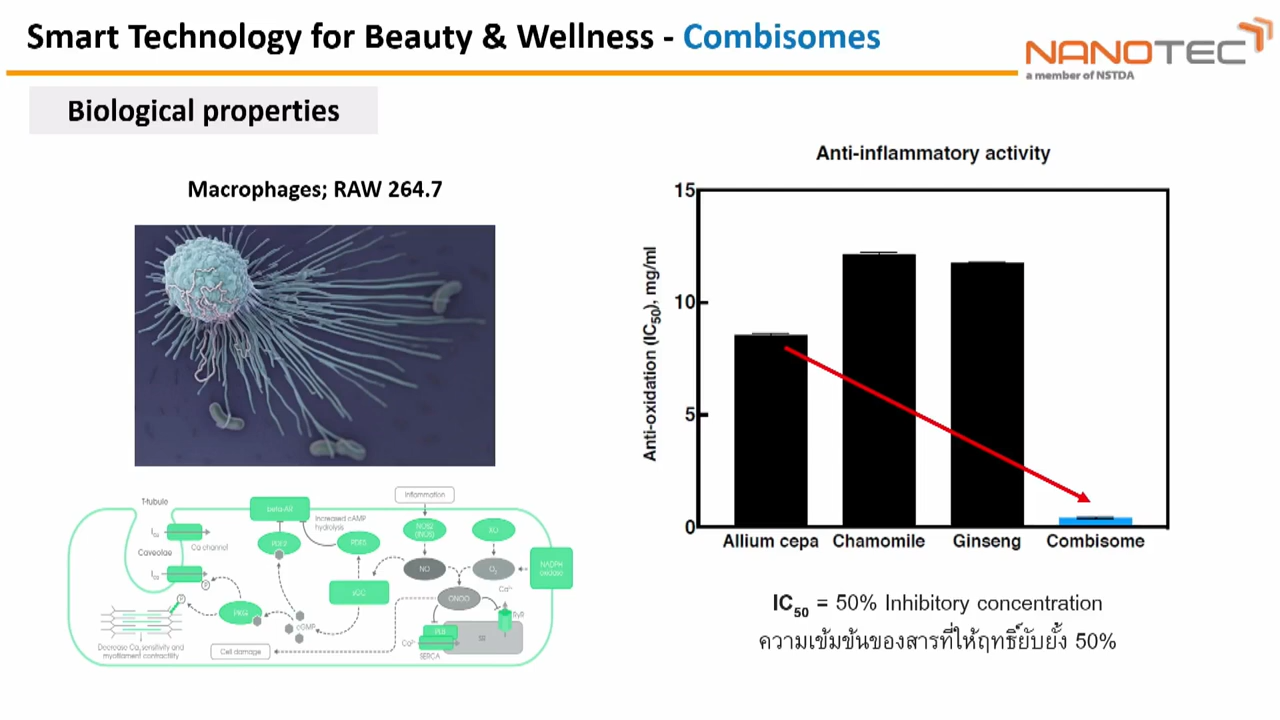 Smart Technology for Beauty & Wellness - Combisomes
NANOTEC
a member of NSTDA
Biological properties
Macrophages; RAW 264.7
Anti-inflammatory activity
Anti-oxidation (IC50), mg/ml
15
10
5
0
Allium cepa Chamomile Ginseng Combisome
IC50 = 50% Inhibitory concentration
ความเข้มข้นของสารที่ให้ฤทธิ์ยับยั้ง 50%
T-tubule
Ca channel
Caveolae
beta-AR
Increased cAMP
hydrolysis
Inflammation
NOS2
(iNOS)
XO
PDE2
PDE5
NO
O2
NADPH
oxidase
sGC
ONOO
Ca2+
RyR
PKG
cGMP
P
P
Decrease Ca, sensitivity and
myofilament contractility
Cell damage
Ca2+
PLB
SERCA
SR